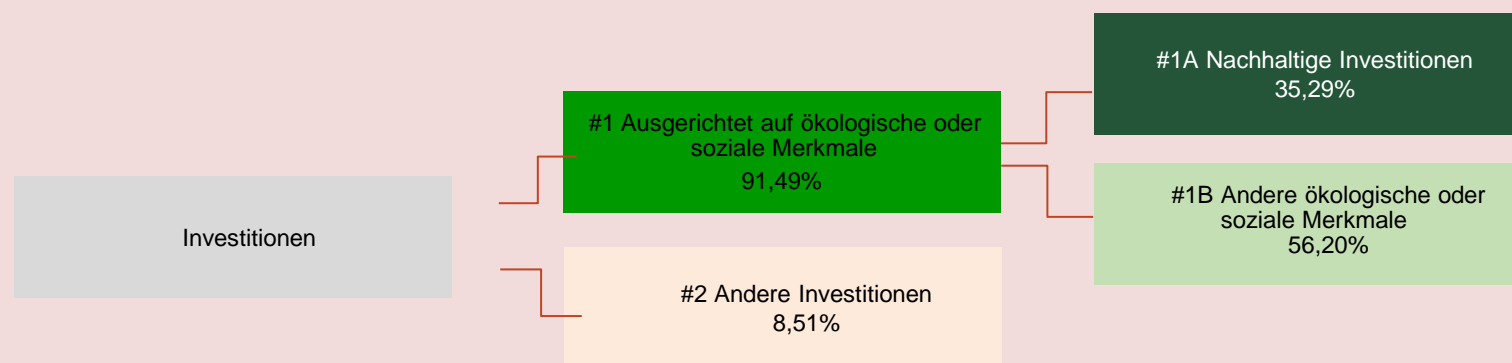 Investitionen
#1 Ausgerichtet auf ökologische oder
soziale Merkmale
91,49%
#2 Andere Investitionen
8,51%
#1A Nachhaltige Investitionen
35,29%
#1B Andere ökologische oder
soziale Merkmale
56,20%